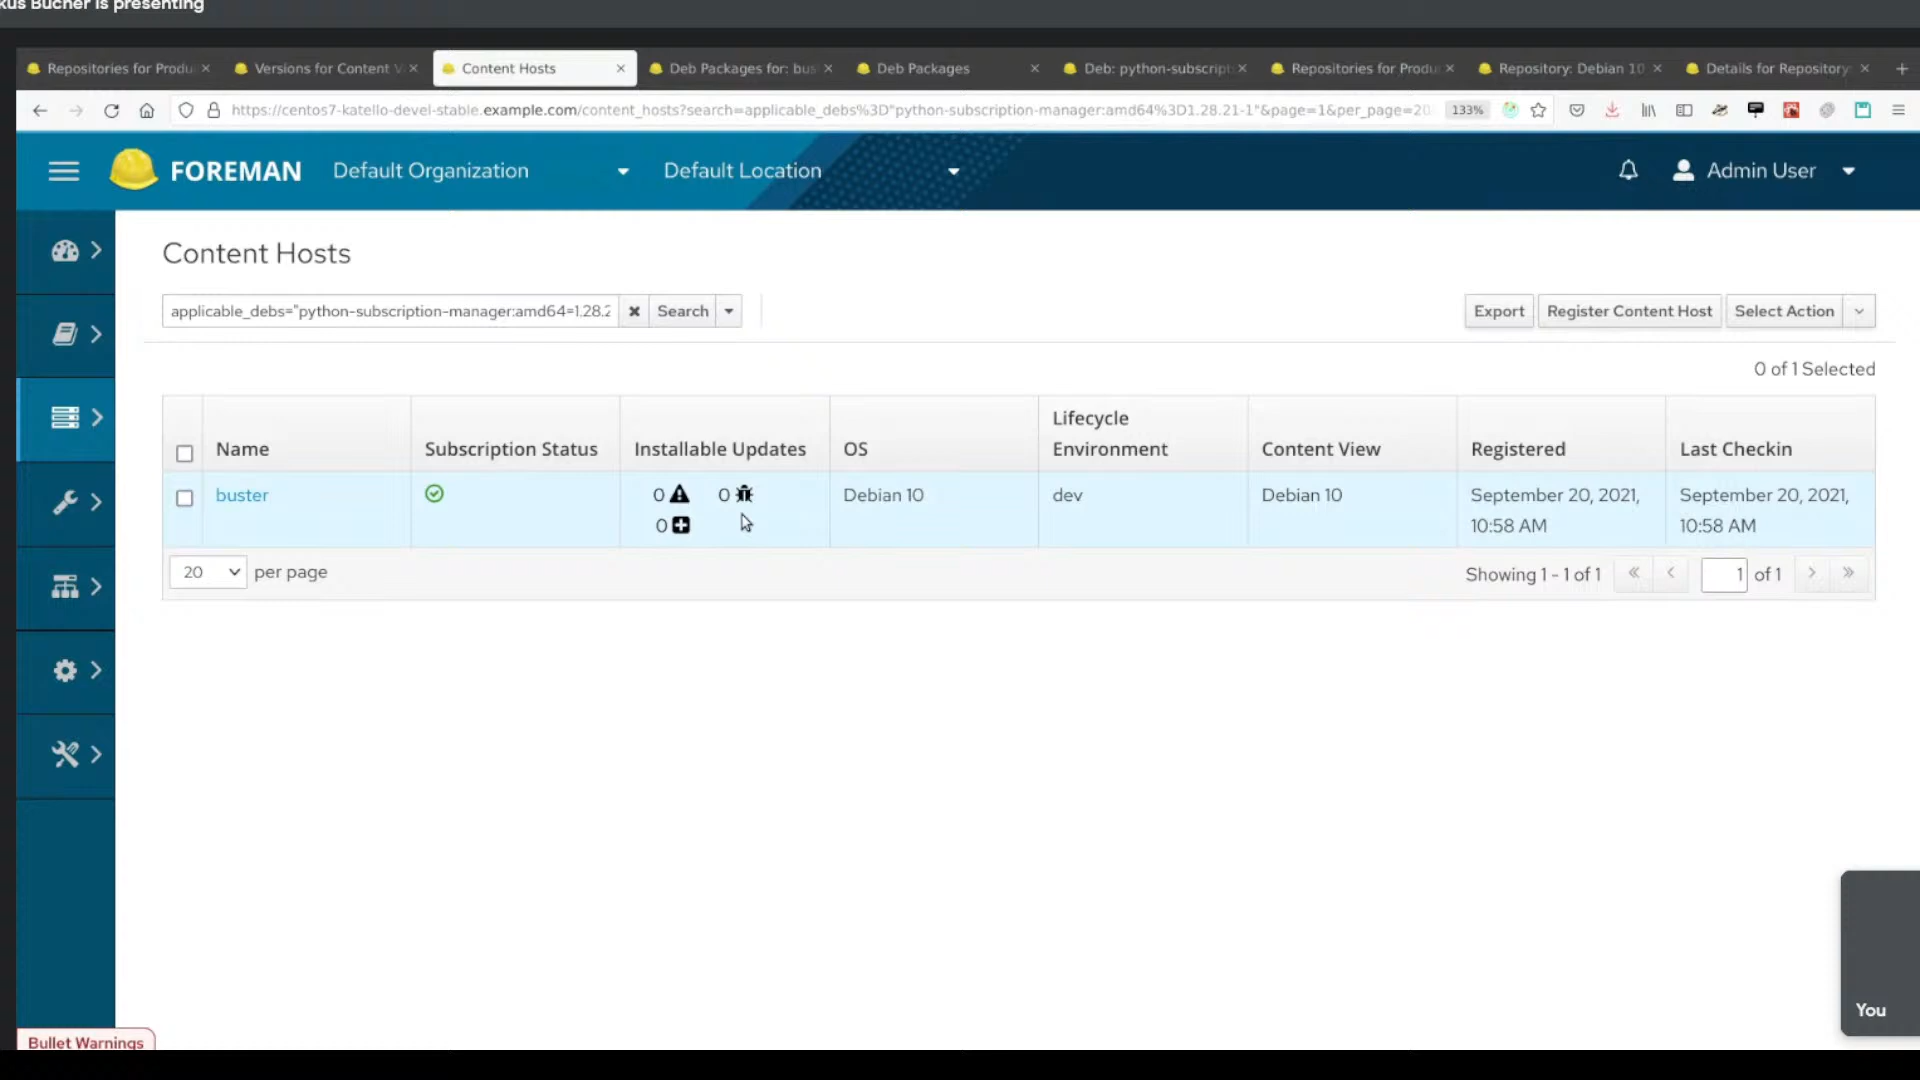 kus Bucher is presenting
Repositories for Produ
Versions for Content V
Content Hosts
Deb Packages for: bus
Deb Packages
Deb: python-subscript
Repositories for Produ
Repository: Debian 10
Details for Repository
https://centos7-katello-devel-stable.example.com/content_hosts?search=applicable_debs%3D"python-subscription-manager:amd64%3D1.28.21-1"&page=1&per_page=20
133%
FOREMAN
Default Organization
Default Location
Admin User
Content Hosts
applicable_debs="python-subscription-manager:amd64=1.28.2
Search
Export
Register Content Host
Select Action
0 of 1 Selected
Name
Subscription Status
Installable Updates
OS
Lifecycle
Environment
Content View
Registered
Last Checkin
buster
0 0
0
Debian 10
dev
Debian 10
September 20, 2021,
10:58 AM
September 20, 2021,
10:58 AM
20 per page
Showing 1 - 1 of 1
1 of 1
You
Bullet Warnings